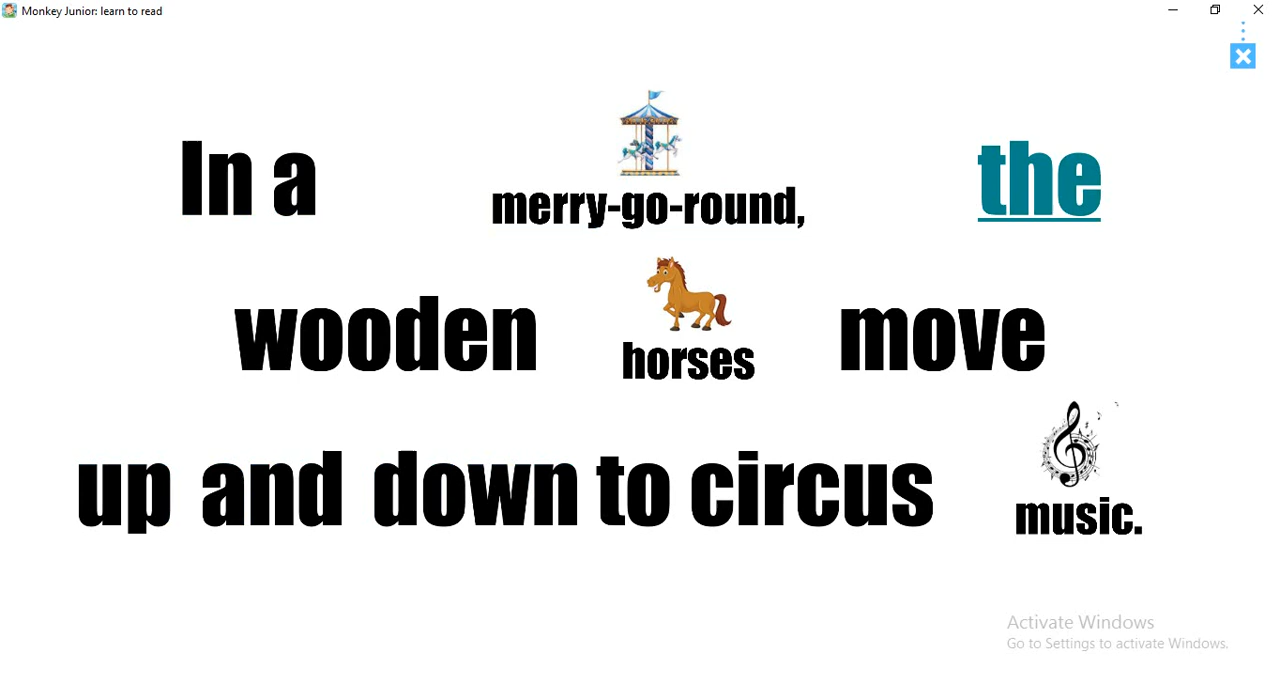 Monkey Junior: learn to read
In a merry-go-round, the
wooden horses move
up and down to circus music.
Activate Windows
Go to Settings to activate Windows.